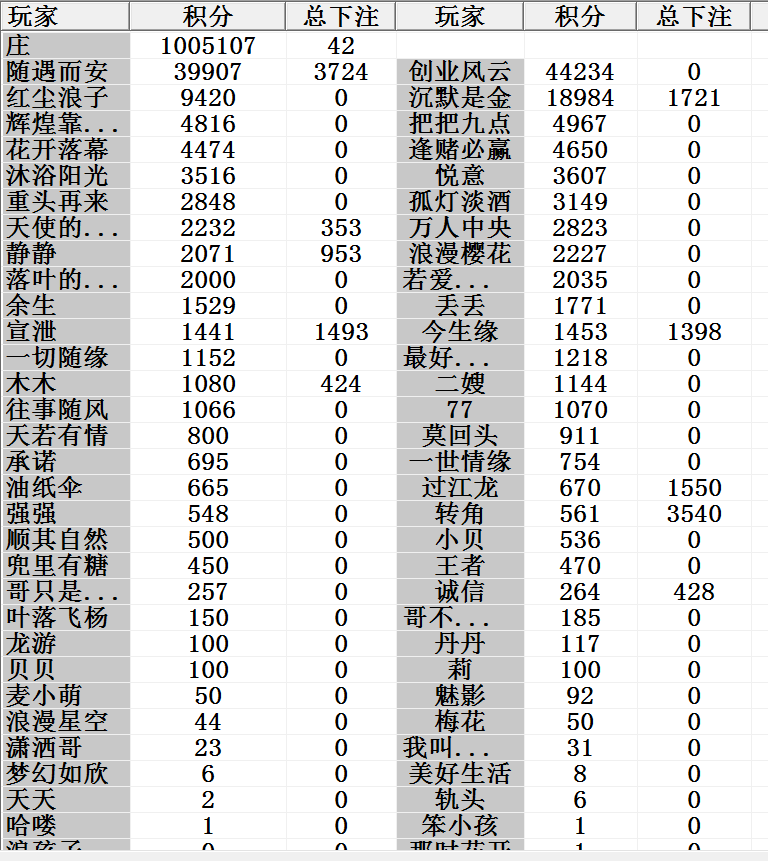 玩家 积分 总下注 玩家 积分 总下注
庄 1005107 42
随遇而安 39907 3724 创业风云 44234 0
红尘浪子 9420 0 沉默是金 18984 1721
辉煌靠... 4816 0 把把九点 4967 0
花开落幕 4474 0 逢赌必赢 4650 0
沐浴阳光 3516 0 悦意 3607 0
重头再来 2848 0 孤灯淡酒 3149 0
天使的... 2232 353 万人中央 2823 0
静静 2071 953 浪漫樱花 2227 0
落叶的... 2000 0 若爱... 2035 0
余生 1529 0 丢丢 1771 0
宣泄 1441 1493 今生缘 1453 1398
一切随缘 1152 0 最好... 1218 0
木木 1080 424 二嫂 1144 0
往事随风 1066 0 77 1070 0
天若有情 800 0 莫回头 911 0
承诺 695 0 一世情缘 754 0
油纸伞 665 0 过江龙 670 1550
强强 548 0 转角 561 3540
顺其自然 500 0 小贝 536 0
兜里有糖 450 0 王者 470 0
哥只是... 257 0 诚信 264 428
叶落飞杨 150 0 哥不... 185 0
龙游 100 0 丹丹 117 0
贝贝 100 0 莉 100 0
麦小萌 50 0 魅影 92 0
浪漫星空 44 0 梅花 50 0
潇洒哥 23 0 我叫... 31 0
梦幻如欣 6 0 美好生活 8 0
天天 2 0 轨头 6 0
哈喽 1 0 笨小孩 1 0
浪孩子 0 0 那时花开 1 0